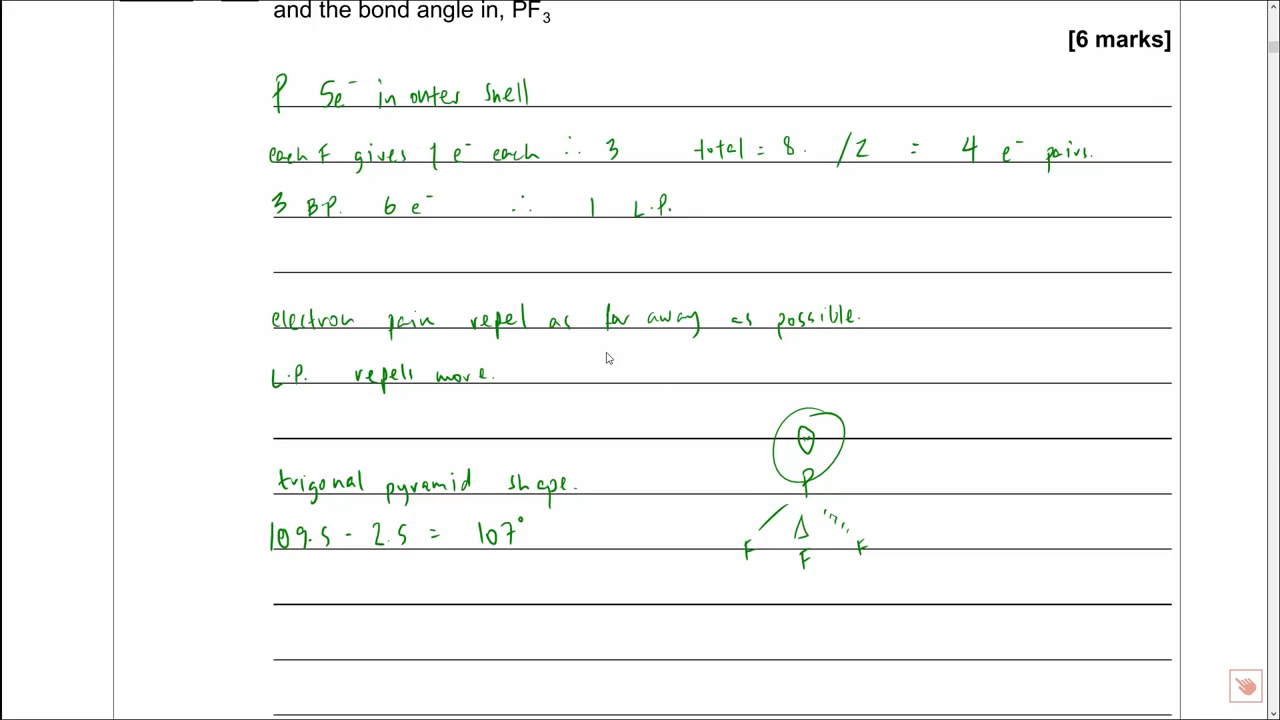 and the bond angle in, PF₃
[6 marks]
P 5e⁻ in outer shell
each F gives 1 e⁻ each ∴ 3 total = 8. /2 = 4 e⁻ pairs.
3 B.P. 6 e⁻ ∴ 1 L.P.
electron pair repel as far away as possible.
L.P. repels more.
trigonal pyramid shape.
109.5 - 2.5 = 107°
P
F F F